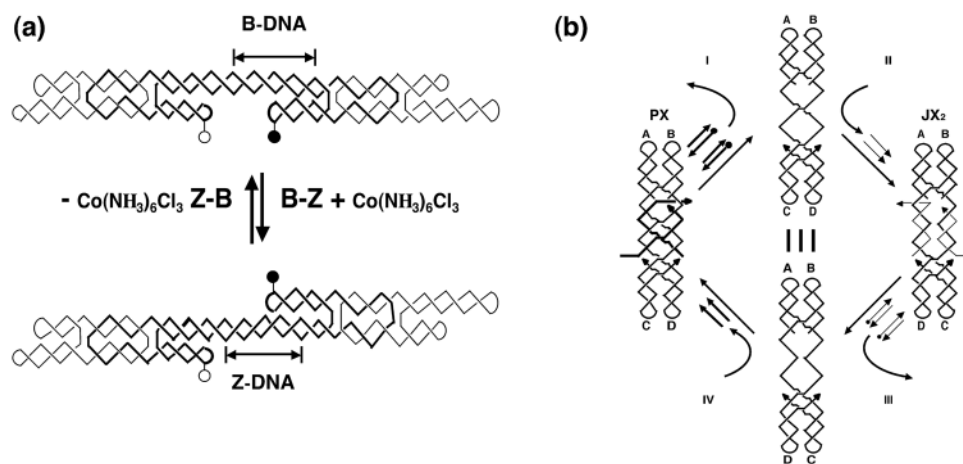 (a)
B-DNA
- Co(NH3)6Cl3 Z-B
B-Z + Co(NH3)6Cl3
Z-DNA
(b)
A B
I
II
PX
A B
JX2
A B
C D
A B
C D
D C
IV
III
D C